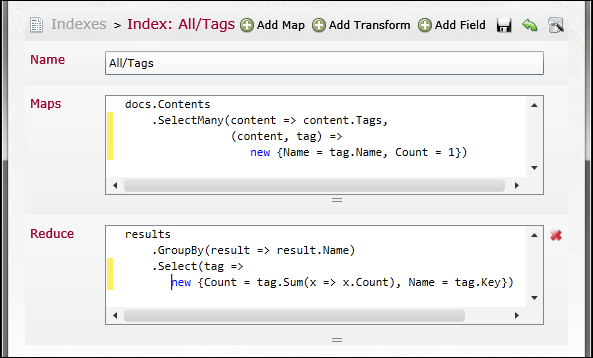 Indexes > Index: All/Tags Add Map Add Transform Add Field
Name All/Tags
Maps docs.Contents
.SelectMany(content => content.Tags,
(content, tag) =>
new {Name = tag.Name, Count = 1})
Reduce results
.GroupBy(result => result.Name)
.Select(tag =>
new {Count = tag.Sum(x => x.Count), Name = tag.Key})